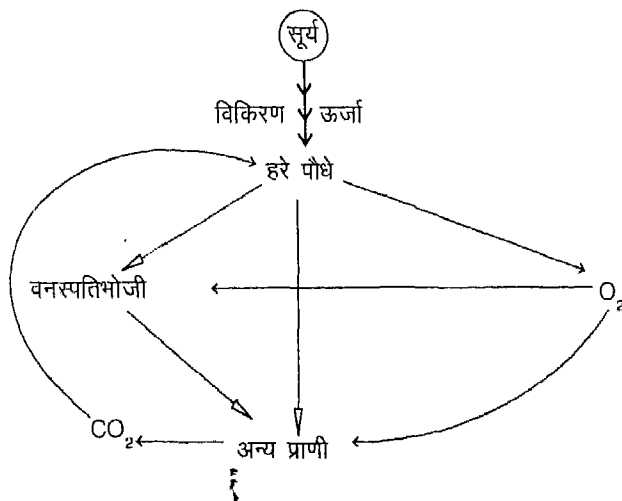 सूर्य
विकिरण ऊर्जा
हरे पौधे
वनस्पतिभोजी
O₂
CO₂
अन्य प्राणी